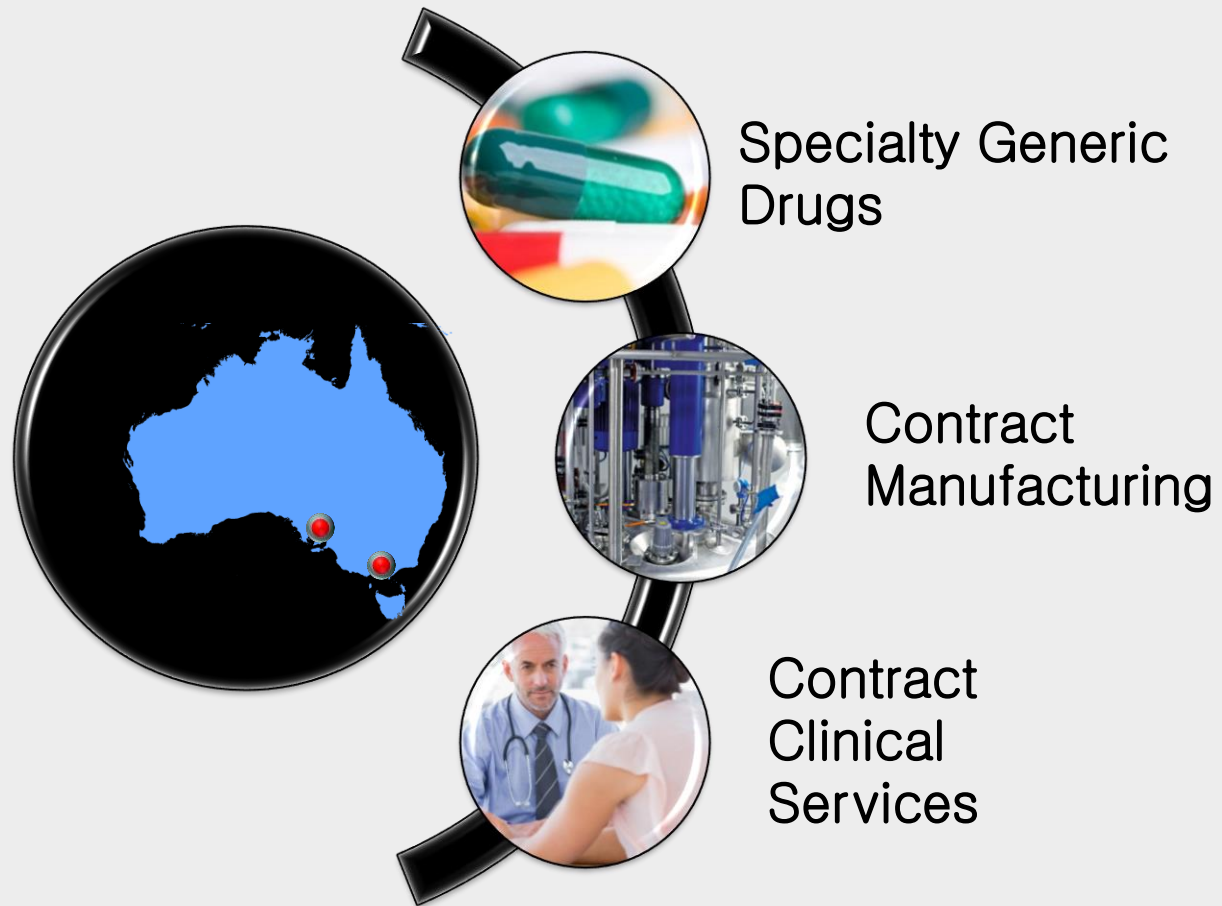 Specialty Generic
Drugs
Contract
Manufacturing
Contract
Clinical
Services